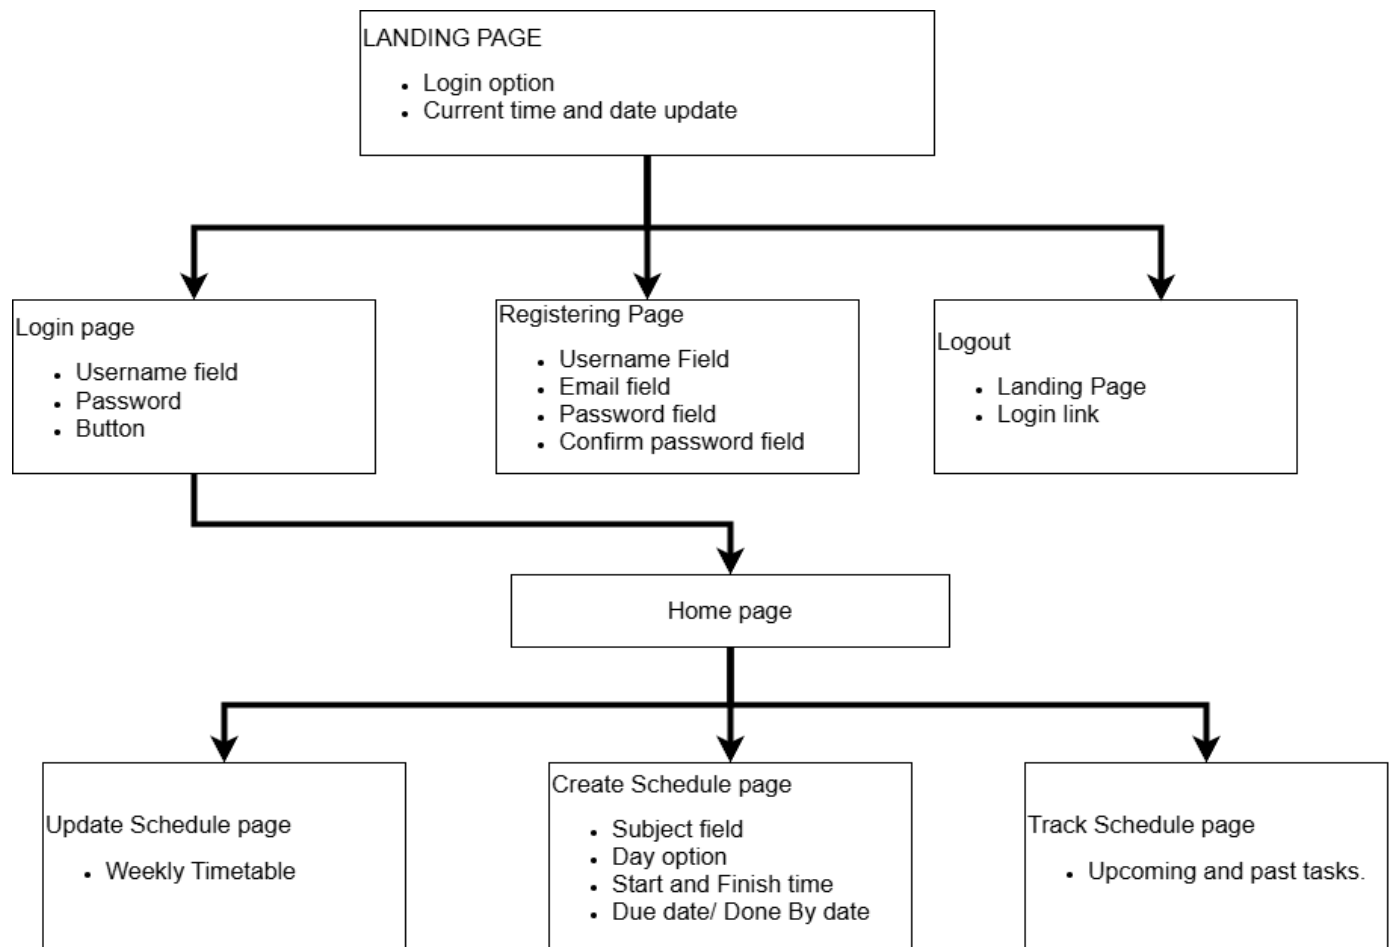 LANDING PAGE
• Login option
• Current time and date update
Login page
• Username field
• Password
• Button
Registering Page
• Username Field
• Email field
• Password field
• Confirm password field
Logout
• Landing Page
• Login link
Home page
Update Schedule page
• Weekly Timetable
Create Schedule page
• Subject field
• Day option
• Start and Finish time
• Due date/ Done By date
Track Schedule page
• Upcoming and past tasks.